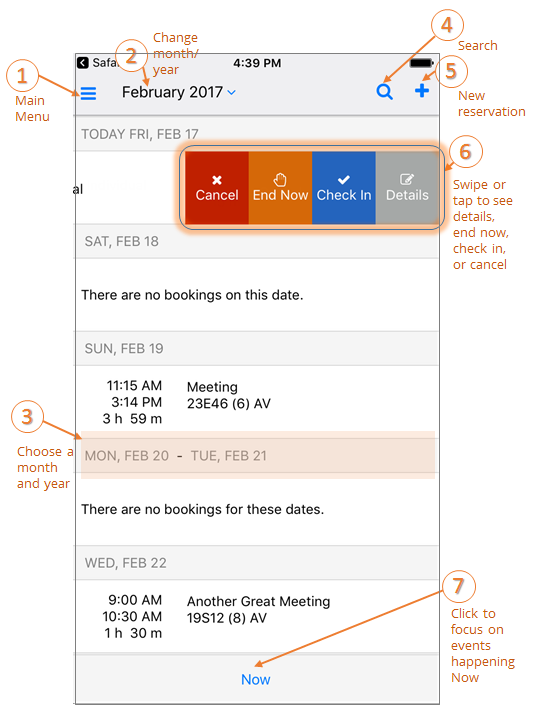 4
2
Change
month/
year
Search
Safa
4:39 PM
1
5
February 2017
Main
Menu
New
reservation
TODAY FRI, FEB 17
6
al
Cancel
End Now
Check In
Details
Swipe or
tap to see
details,
end now,
check in,
or cancel
SAT, FEB 18
There are no bookings on this date.
SUN, FEB 19
11:15 AM
Meeting
3:14 PM
23E46 (6) AV
3 h 59 m
3
Choose a
month
and year
MON, FEB 20 - TUE, FEB 21
There are no bookings for these dates.
WED, FEB 22
7
9:00 AM
Another Great Meeting
10:30 AM
19S12 (8) AV
1 h 30 m
Click to
focus on
events
happening
Now
Now